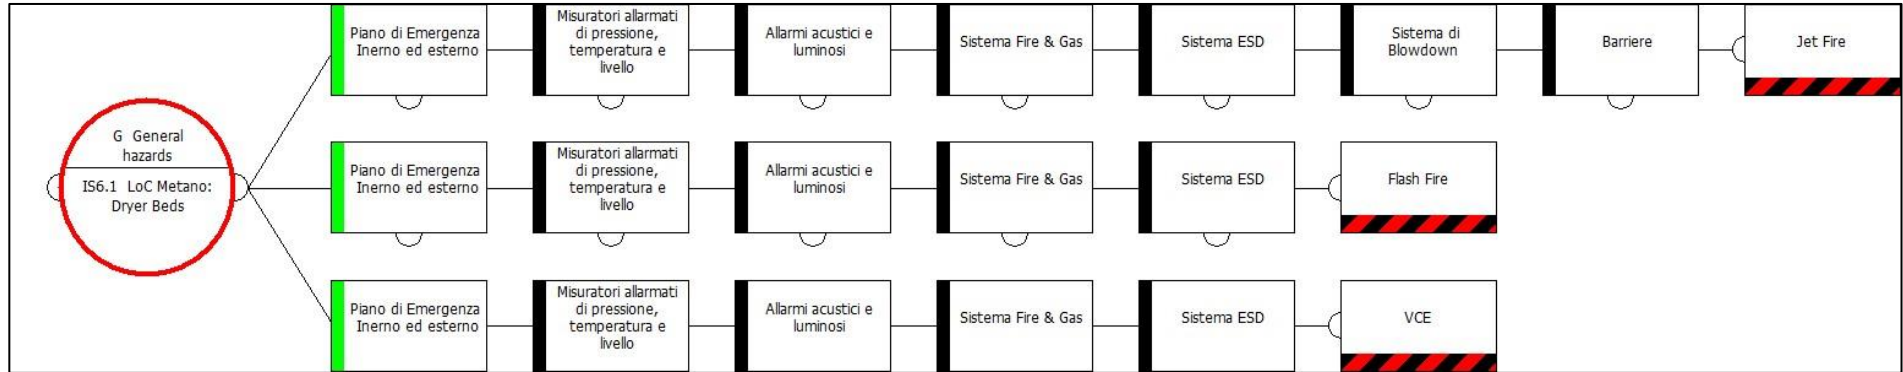 G General
hazards
IS6.1 LoC Metano:
Dryer Beds
Piano di Emergenza
Inerno ed esterno
Misuratori allarmati
di pressione,
temperatura e
livello
Allarmi acustici e
luminosi
Sistema Fire & Gas
Sistema ESD
Sistema di
Blowdown
Barriere
Jet Fire
Piano di Emergenza
Inerno ed esterno
Misuratori allarmati
di pressione,
temperatura e
livello
Allarmi acustici e
luminosi
Sistema Fire & Gas
Sistema ESD
Flash Fire
Piano di Emergenza
Inerno ed esterno
Misuratori allarmati
di pressione,
temperatura e
livello
Allarmi acustici e
luminosi
Sistema Fire & Gas
Sistema ESD
VCE